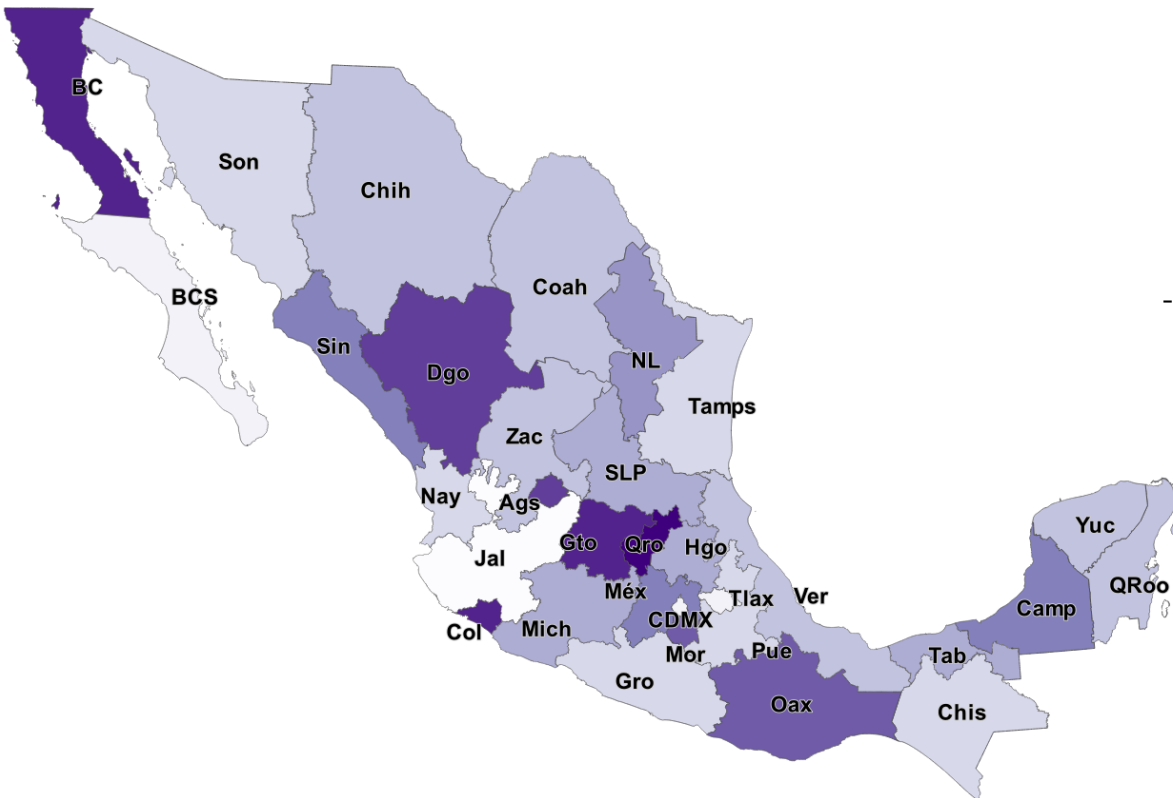 BC
Son
Chih
BCS
Coah
Sin
NL
Dgo
Tamps
Zac
SLP
Nay
Ags
Yuc
Gto
Qro
Hgo
Jal
QRoo
Méx
Tlax
Ver
Camp
CDMX
Col
Mich
Mor
Pue
Tab
Gro
Oax
Chis